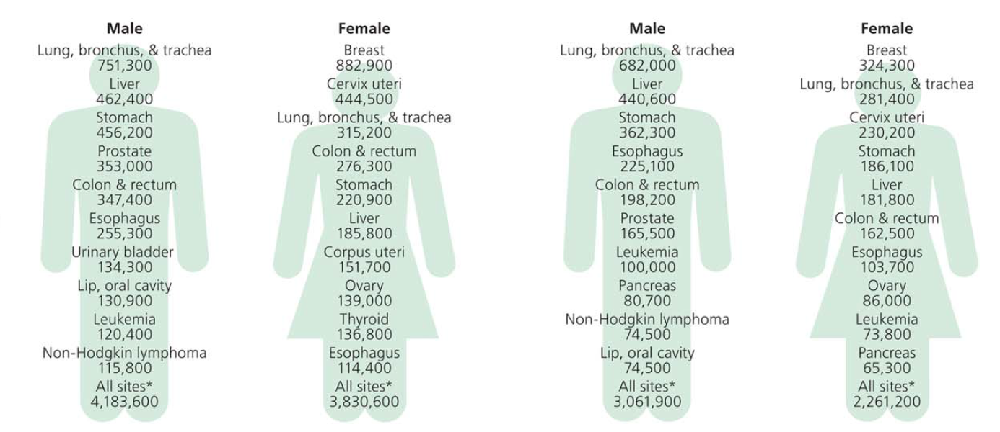 Male
Lung, bronchus, & trachea
751,300
Liver
462,400
Stomach
456,200
Prostate
353,000
Colon & rectum
347,400
Esophagus
255,300
Urinary bladder
134,300
Lip, oral cavity
130,900
Leukemia
120,400
Non-Hodgkin lymphoma
115,800
All sites*
4,183,600
Female
Breast
882,900
Cervix uteri
444,500
Lung, bronchus, & trachea
315,200
Colon & rectum
276,300
Stomach
220,900
Liver
185,800
Corpus uteri
151,700
Ovary
139,000
Thyroid
136,800
Esophagus
114,400
All sites*
3,830,600
Male
Lung, bronchus, & trachea
682,000
Liver
440,600
Stomach
362,300
Esophagus
225,100
Colon & rectum
198,200
Prostate
165,500
Leukemia
100,000
Pancreas
80,700
Non-Hodgkin lymphoma
74,500
Lip, oral cavity
74,500
All sites*
3,061,900
Female
Breast
324,300
Lung, bronchus, & trachea
281,400
Cervix uteri
230,200
Stomach
186,100
Liver
181,800
Colon & rectum
162,500
Esophagus
103,700
Ovary
86,000
Leukemia
73,800
Pancreas
65,300
All sites*
2,261,200